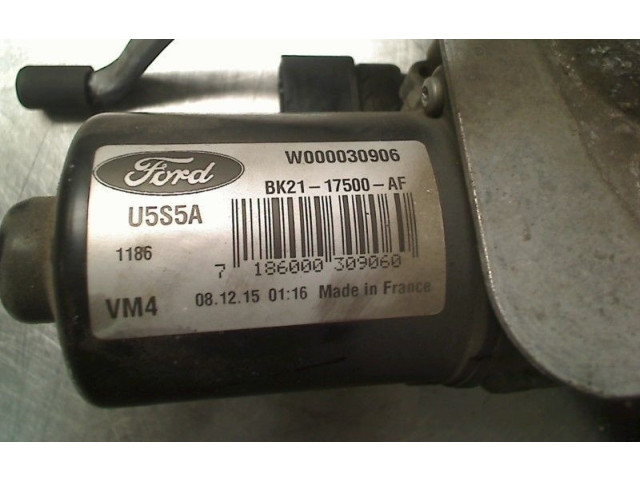 Ford
W000030906
BK21-17500-AF
U5S5A
1186
7 186000 309060
VM4
08.12.15 01:16 Made in France